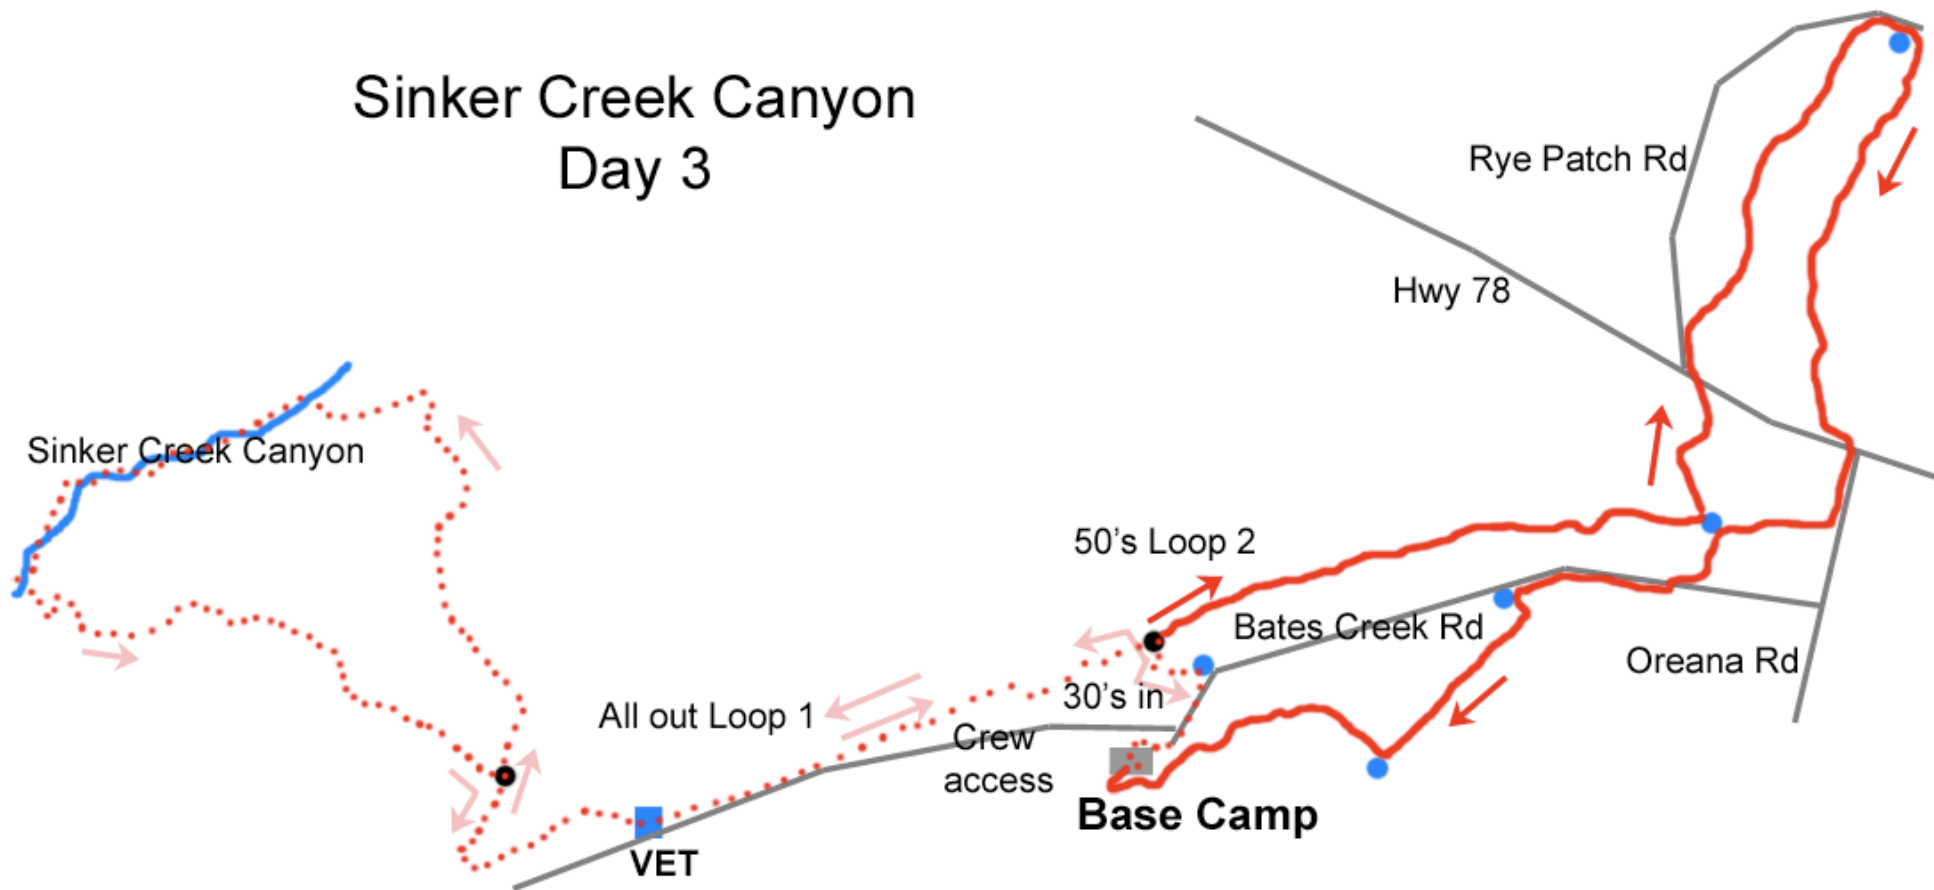 Sinker Creek Canyon
Day 3
Rye Patch Rd
Hwy 78
Sinker Creek Canyon
50's Loop 2
Bates Creek Rd
Oreana Rd
30's in
All out Loop 1
Crew
access
Base Camp
VET